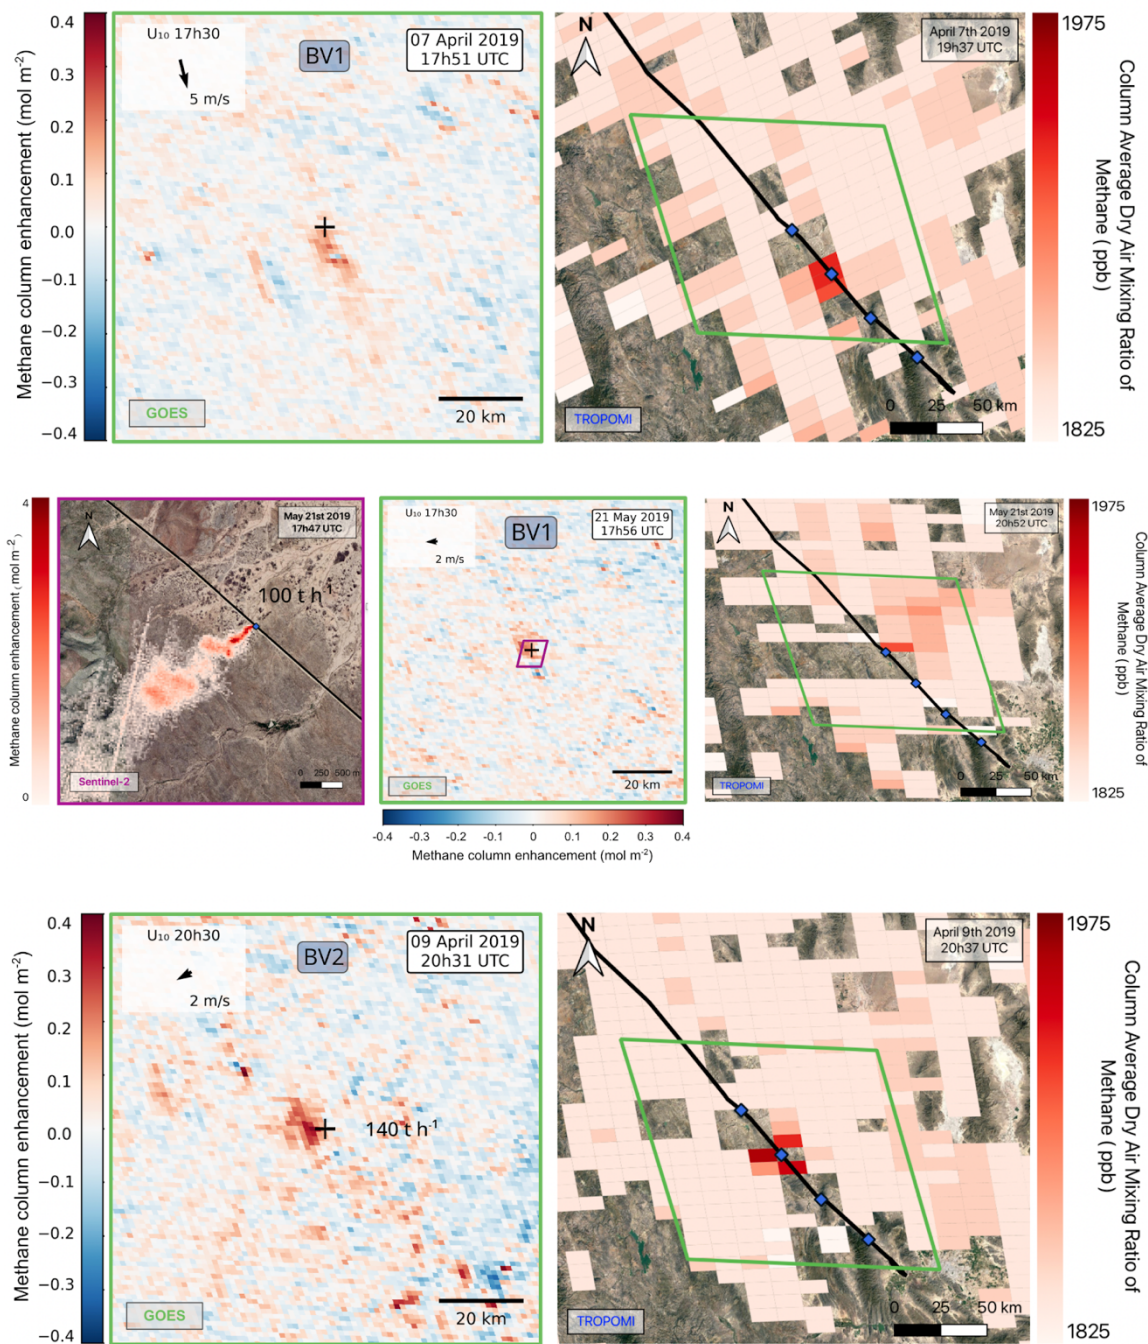 0.4
0.3
0.2
0.1
0.0
−0.1
−0.2
−0.3
−0.4
Methane column enhancement (mol m⁻²)
U₁₀ 17h30
5 m/s
BV1
07 April 2019
17h51 UTC
GOES
20 km
N
April 7th 2019
19h37 UTC
TROPOMI
0 25 50 km
1975
1825
Column Average Dry Air Mixing Ratio of
Methane ( ppb)
4
0
Methane column enhancement (mol m⁻²)
N
May 21st 2019
17h47 UTC
100 t h⁻¹
Sentinel-2
0 250 500 m
U₁₀ 17h30
2 m/s
BV1
21 May 2019
17h56 UTC
GOES
20 km
-0.4 -0.3 -0.2 -0.1 0 0.1 0.2 0.3 0.4
Methane column enhancement (mol m⁻²)
N
May 21st 2019
20h52 UTC
TROPOMI
0 25 50 km
1975
1825
Column Average Dry Air Mixing Ratio of
Methane ( ppb)
0.4
0.3
0.2
0.1
0.0
−0.1
−0.2
−0.3
−0.4
Methane column enhancement (mol m⁻²)
U₁₀ 20h30
2 m/s
BV2
09 April 2019
20h31 UTC
140 t h⁻¹
GOES
20 km
N
April 9th 2019
20h37 UTC
TROPOMI
0 25 50 km
1975
1825
Column Average Dry Air Mixing Ratio of
Methane ( ppb)